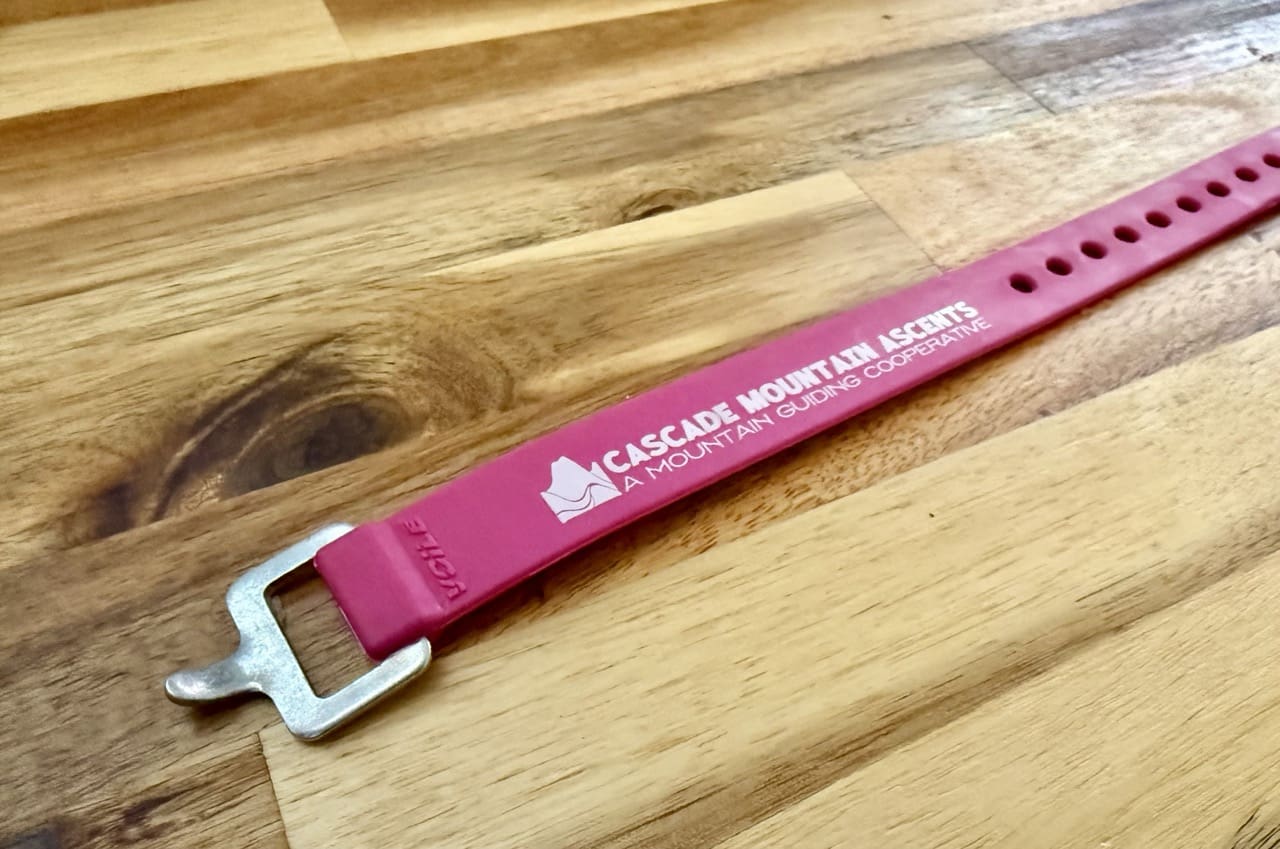 CASCADE MOUNTAIN ASCENTS
A MOUNTAIN GUIDING COOPERATIVE
VOILE